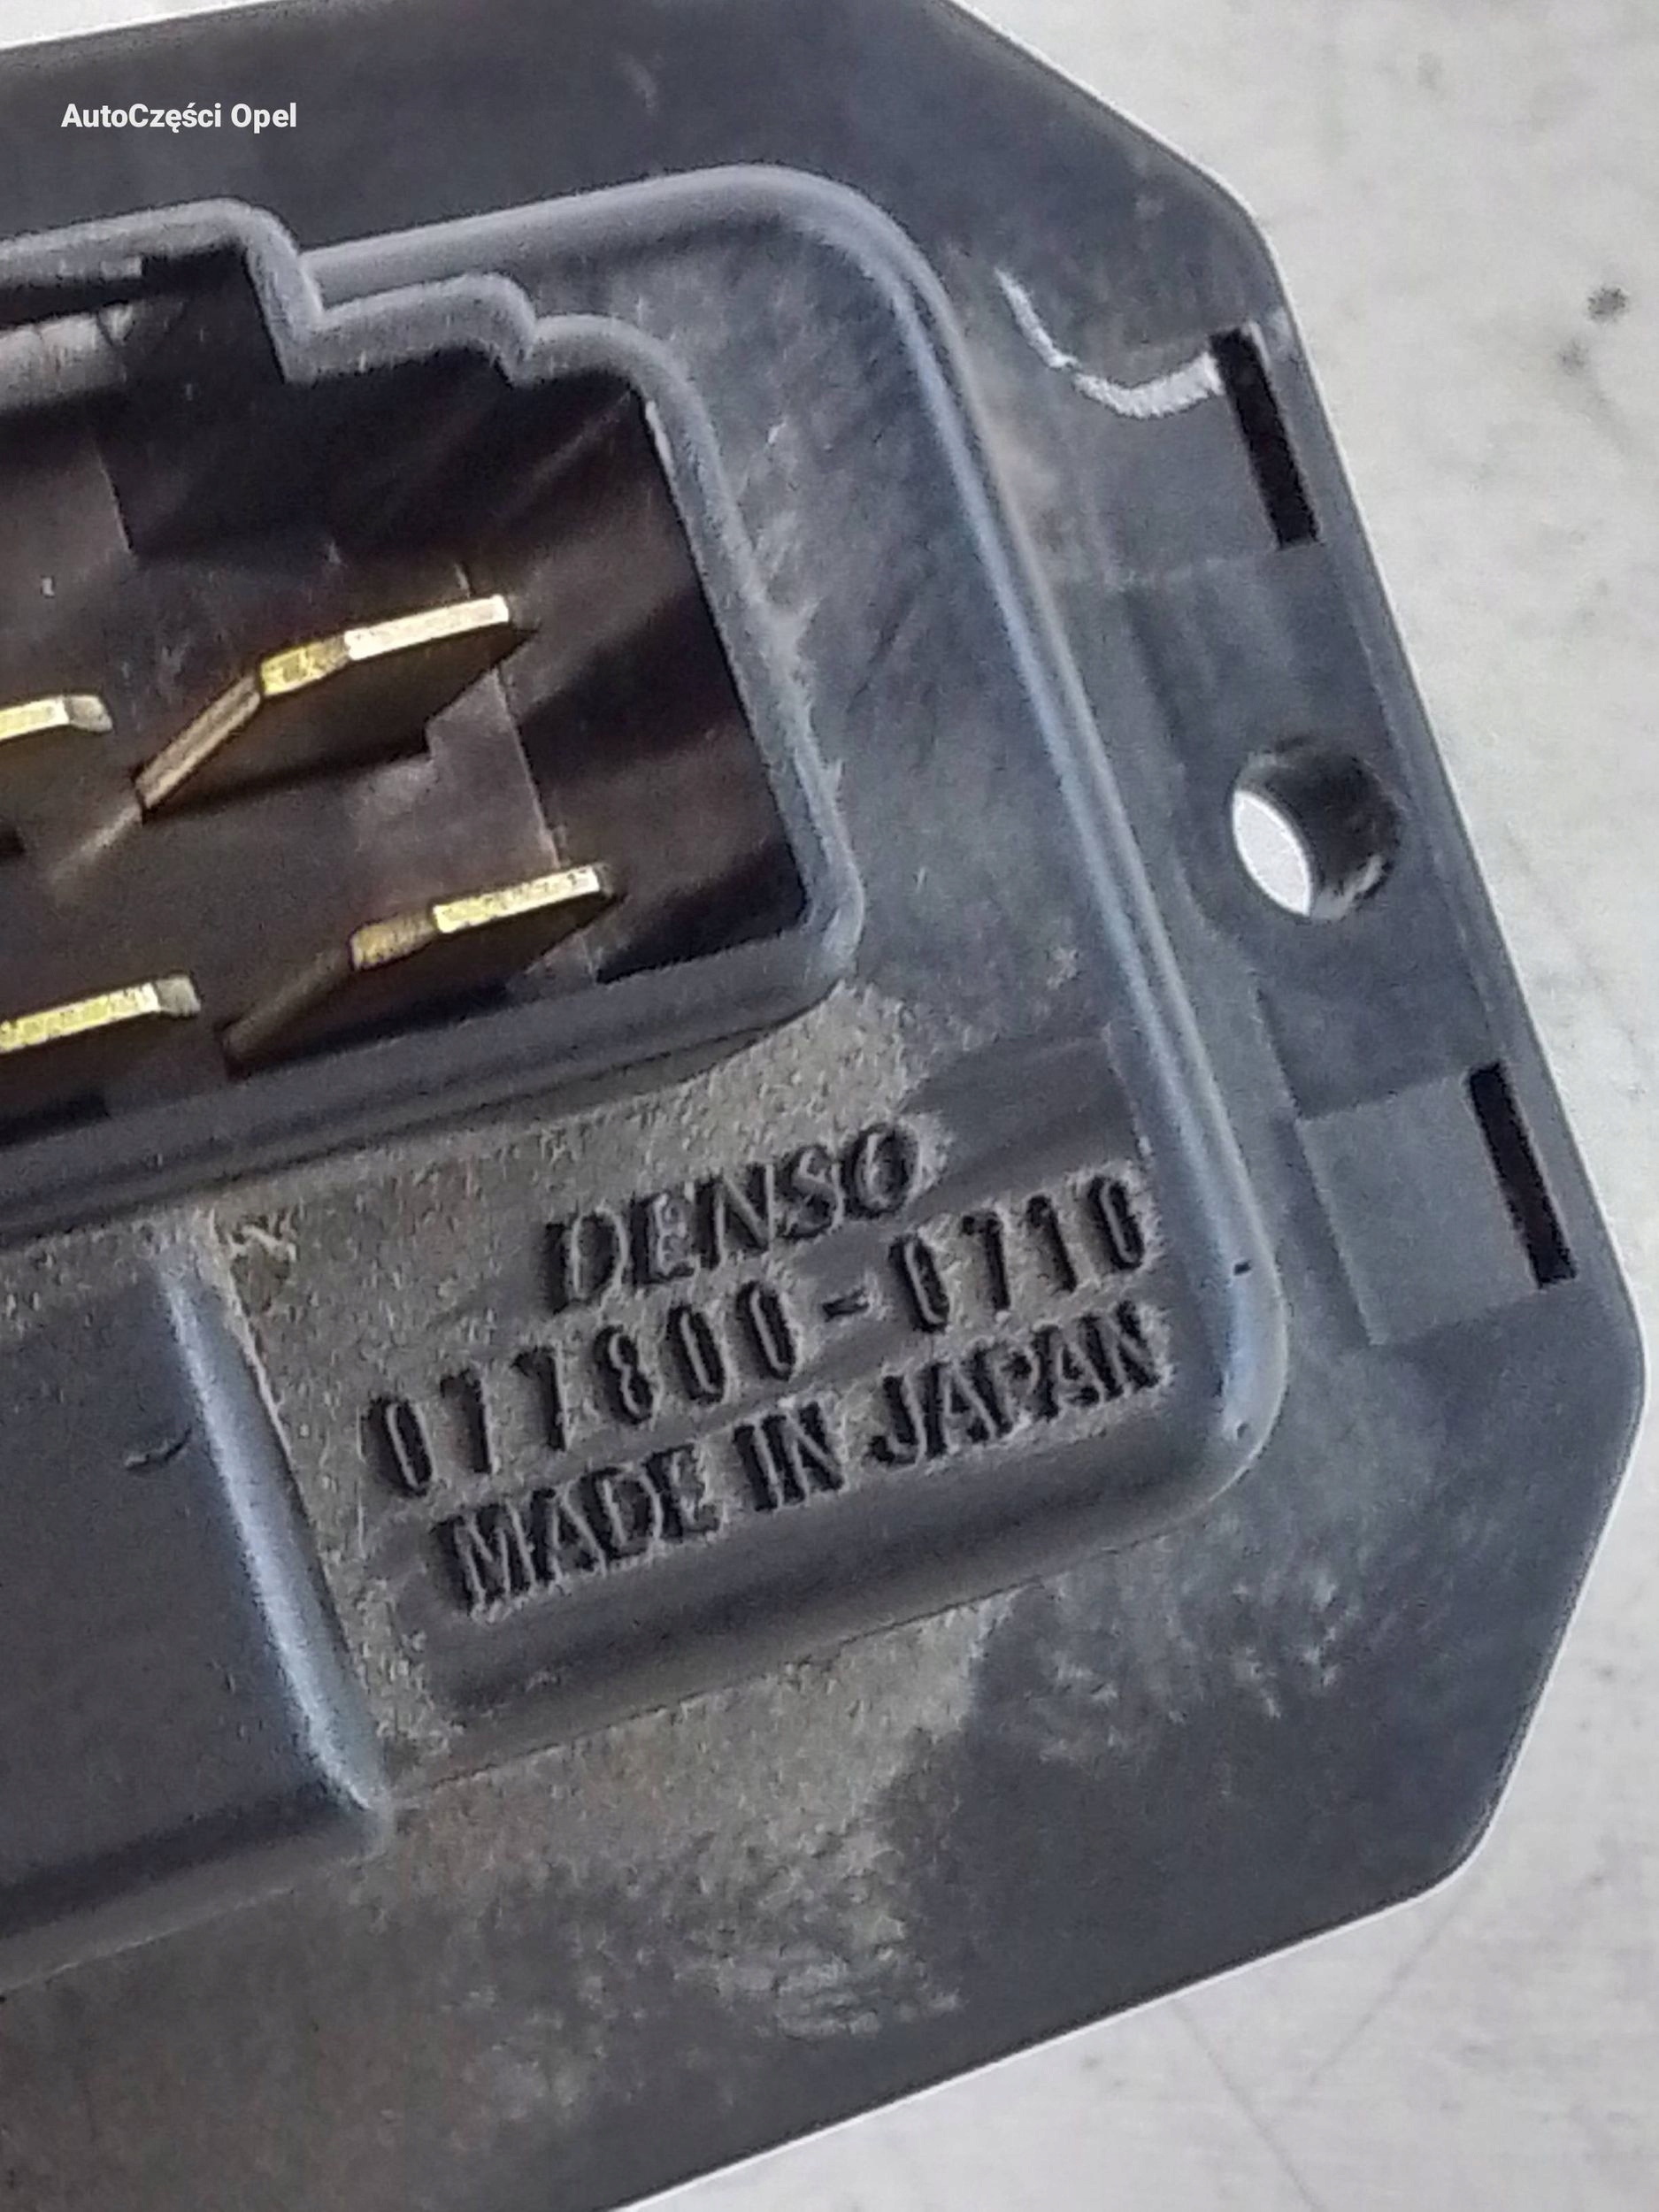 AutoCzęści Opel
DENSO
077800-0710
MADE IN JAPAN